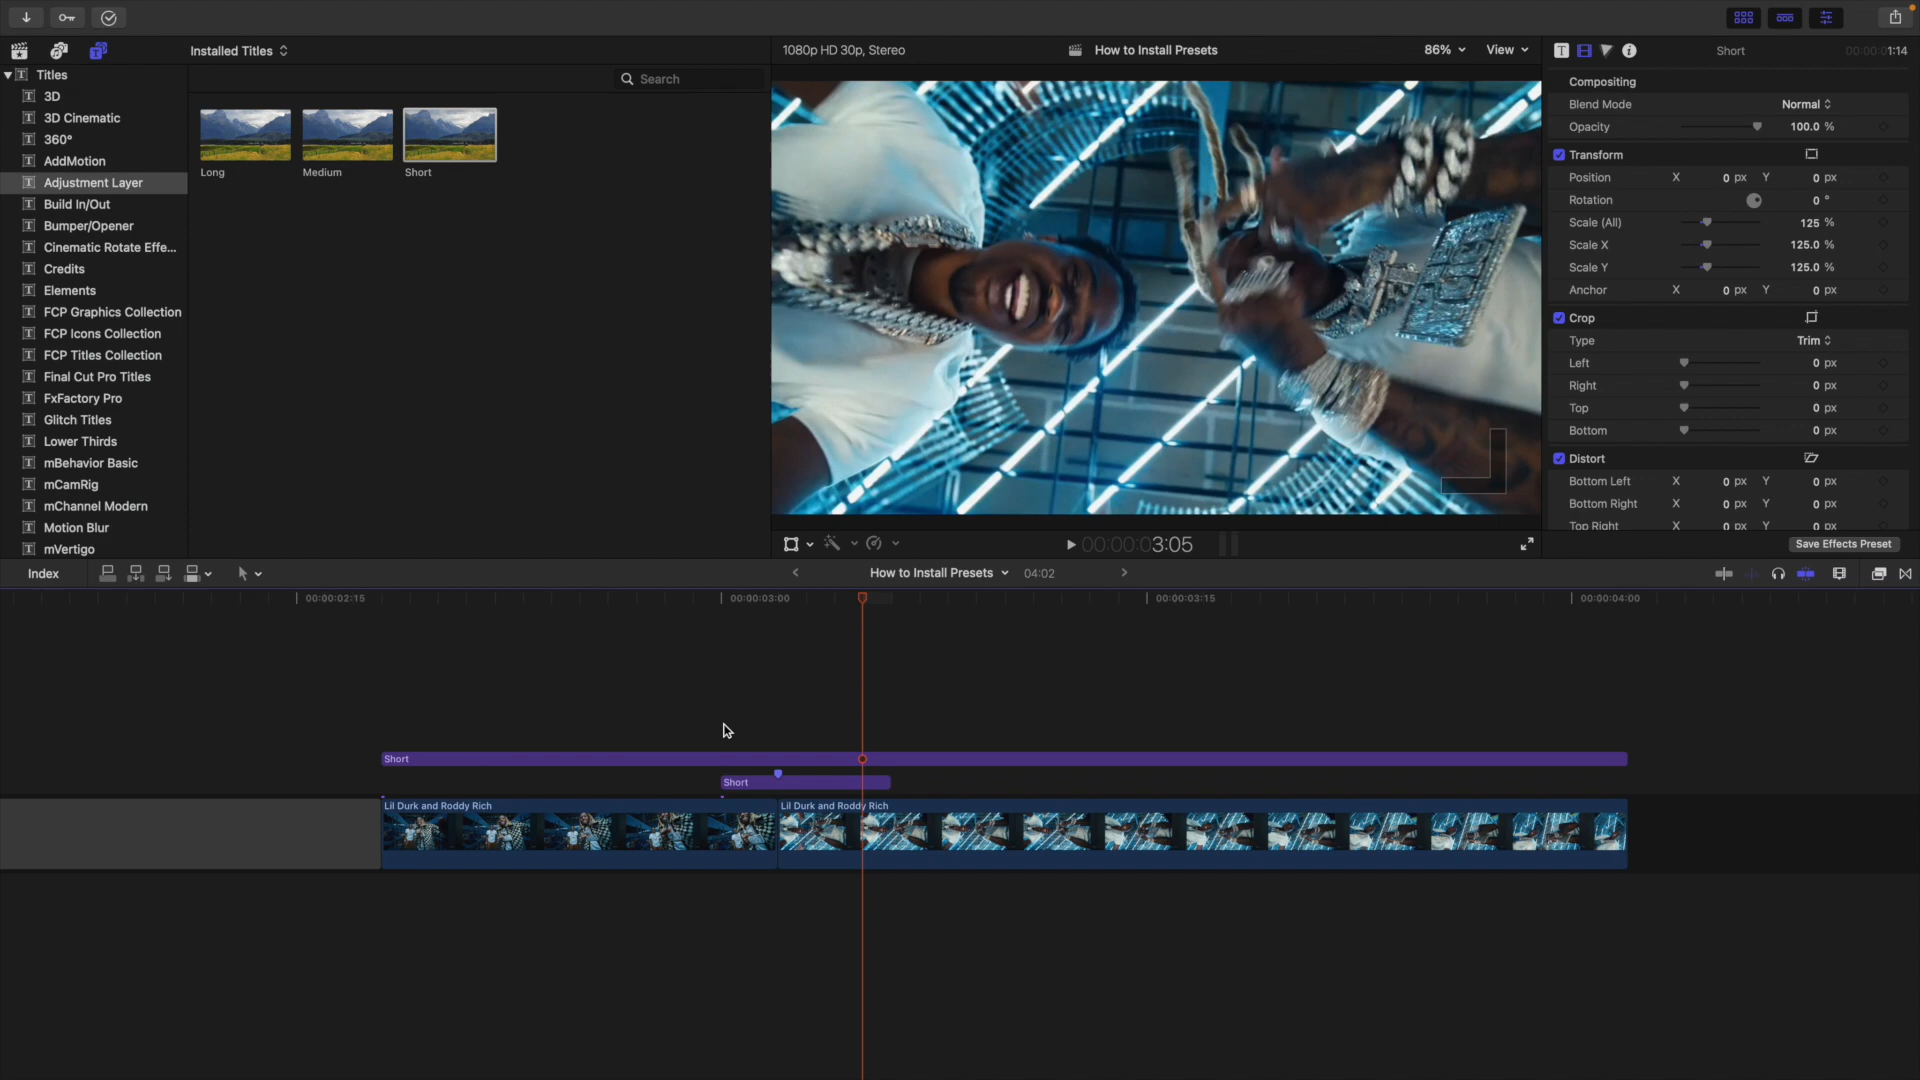 Installed Titles
1080p HD 30p, Stereo
How to Install Presets
86%
View
Short
00:00:01:14
Titles
Search
3D
3D Cinematic
360°
AddMotion
Adjustment Layer
Build In/Out
Bumper/Opener
Cinematic Rotate Effe...
Credits
Elements
FCP Graphics Collection
FCP Icons Collection
FCP Titles Collection
Final Cut Pro Titles
FxFactory Pro
Glitch Titles
Lower Thirds
mBehavior Basic
mCamRig
mChannel Modern
Motion Blur
mVertigo
Long
Medium
Short
Compositing
Blend Mode Normal
Opacity 100.0 %
Transform
Position X 0 px Y 0 px
Rotation 0 °
Scale (All) 125 %
Scale X 125.0 %
Scale Y 125.0 %
Anchor X 0 px Y 0 px
Crop
Type Trim
Left 0 px
Right 0 px
Top 0 px
Bottom 0 px
Distort
Bottom Left X 0 px Y 0 px
Bottom Right X 0 px Y 0 px
Top Right X 0 px Y 0 px
00:00:03:05
Save Effects Preset
Index
How to Install Presets
04:02
00:00:02:15
00:00:03:00
00:00:03:15
00:00:04:00
Short
Short
Lil Durk and Roddy Rich
Lil Durk and Roddy Rich